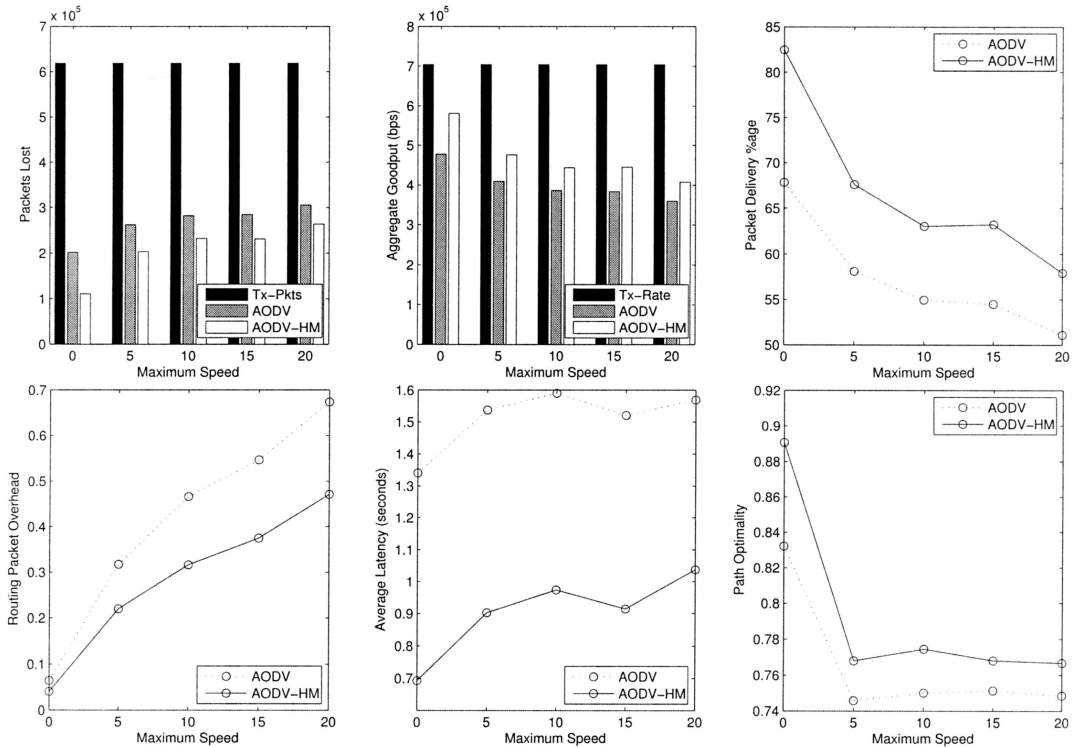 x 10^5
7
6
5
4
3
2
1
0
Packets Lost
0 5 10 15 20
Maximum Speed
Tx-Pkts
AODV
AODV-HM
x 10^5
9
8
7
6
5
4
3
2
1
0
Aggregate Goodput (bps)
0 5 10 15 20
Maximum Speed
Tx-Rate
AODV
AODV-HM
85
80
75
70
65
60
55
50
Packet Delivery %age
0 5 10 15 20
Maximum Speed
AODV
AODV-HM
0.7
0.6
0.5
0.4
0.3
0.2
0.1
0
Routing Packet Overhead
0 5 10 15 20
Maximum Speed
AODV
AODV-HM
1.6
1.5
1.4
1.3
1.2
1.1
1
0.9
0.8
0.7
Average Latency (seconds)
0 5 10 15 20
Maximum Speed
AODV
AODV-HM
0.92
0.9
0.88
0.86
0.84
0.82
0.8
0.78
0.76
0.74
Path Optimality
0 5 10 15 20
Maximum Speed
AODV
AODV-HM